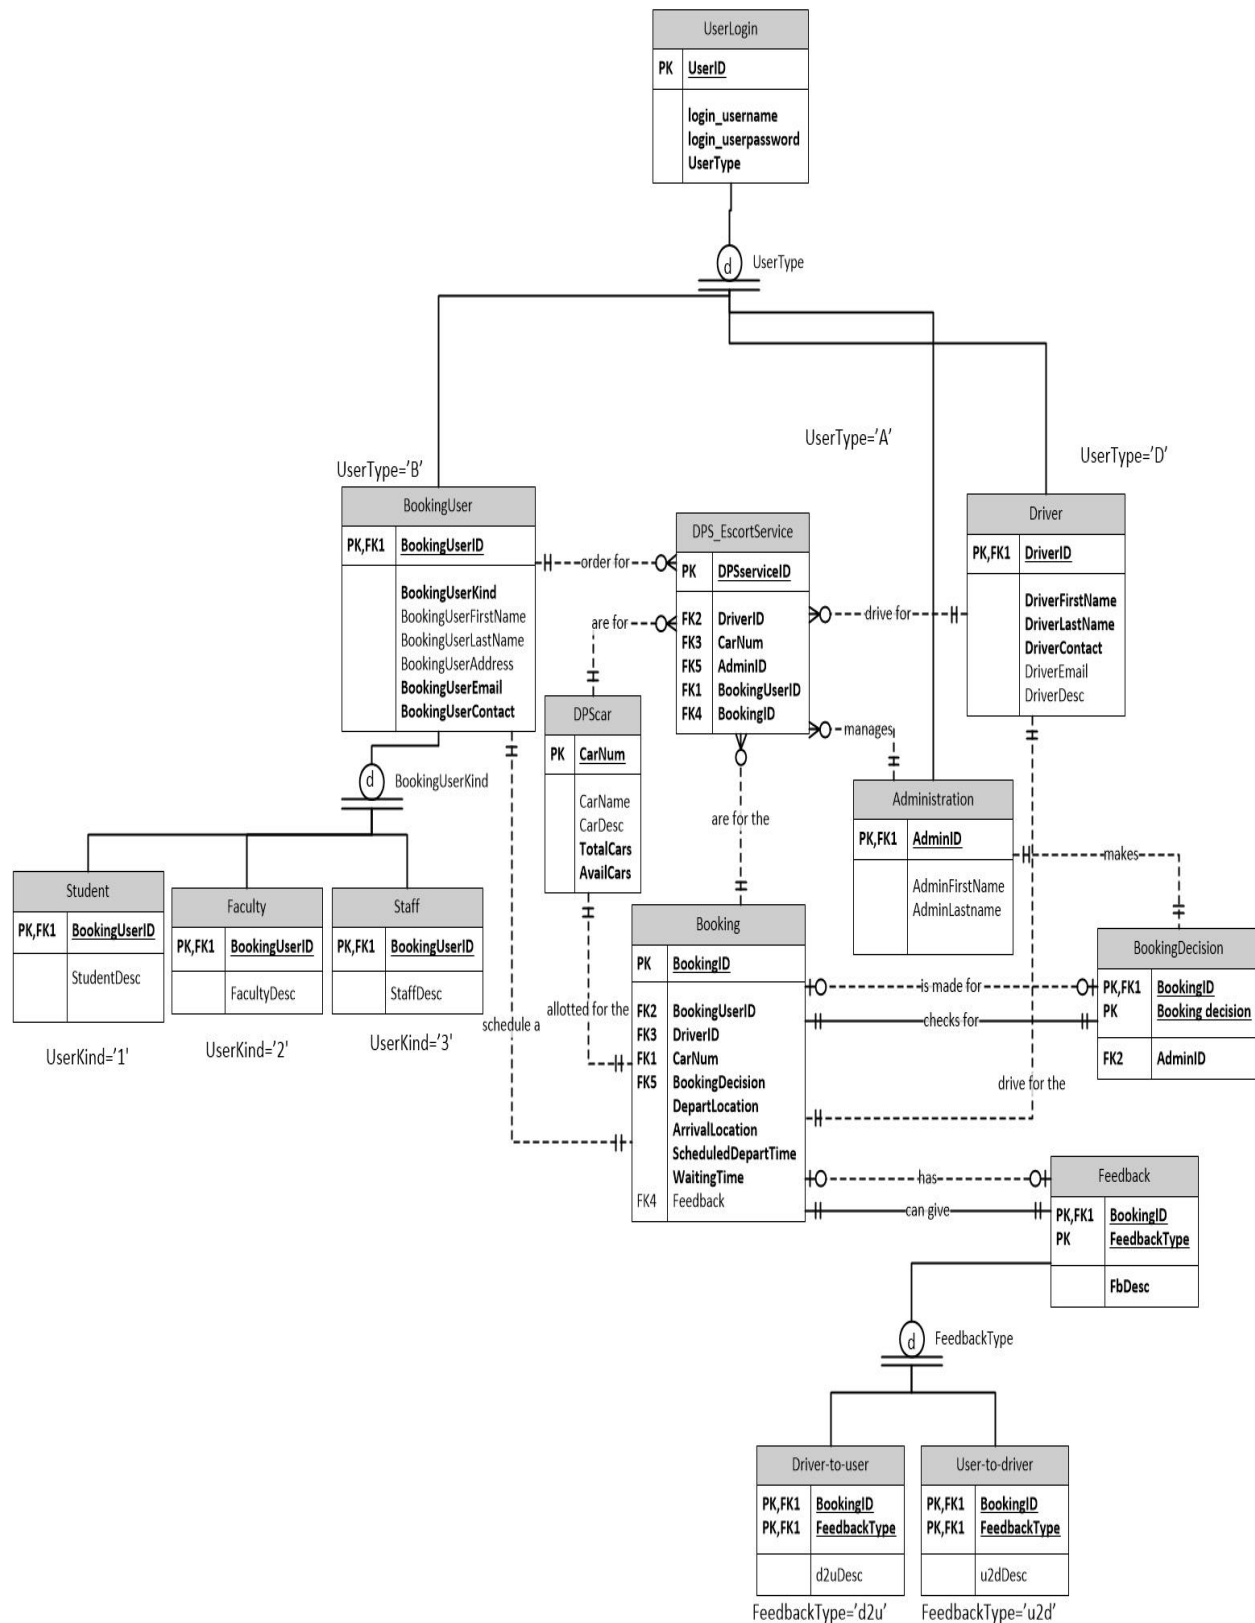 UserLogin
PK UserID
login_username
login_userpassword
UserType
d UserType
UserType='A'
UserType='D'
UserType='B'
BookingUser
PK,FK1 BookingUserID
BookingUserKind
BookingUserFirstName
BookingUserLastName
BookingUserAddress
BookingUserEmail
BookingUserContact
order for
DPS_EscortService
PK DPSserviceID
FK2 DriverID
FK3 CarNum
FK5 AdminID
FK1 BookingUserID
FK4 BookingID
drive for
Driver
PK,FK1 DriverID
DriverFirstName
DriverLastName
DriverContact
DriverEmail
DriverDesc
are for
manages
DPScar
PK CarNum
CarName
CarDesc
TotalCars
AvailCars
d BookingUserKind
are for the
Administration
PK,FK1 AdminID
AdminFirstName
AdminLastname
makes
Student
PK,FK1 BookingUserID
StudentDesc
UserKind='1'
Faculty
PK,FK1 BookingUserID
FacultyDesc
UserKind='2'
Staff
PK,FK1 BookingUserID
StaffDesc
UserKind='3'
schedule a
allotted for the
Booking
PK BookingID
FK2 BookingUserID
FK3 DriverID
FK1 CarNum
FK5 BookingDecision
DepartLocation
ArrivalLocation
ScheduledDepartTime
WaitingTime
FK4 Feedback
is made for
checks for
BookingDecision
PK,FK1 BookingID
PK Booking decision
FK2 AdminID
drive for the
has
can give
Feedback
PK,FK1 BookingID
PK FeedbackType
FbDesc
d FeedbackType
Driver-to-user
PK,FK1 BookingID
PK,FK1 FeedbackType
d2uDesc
FeedbackType='d2u'
User-to-driver
PK,FK1 BookingID
PK,FK1 FeedbackType
u2dDesc
FeedbackType='u2d'